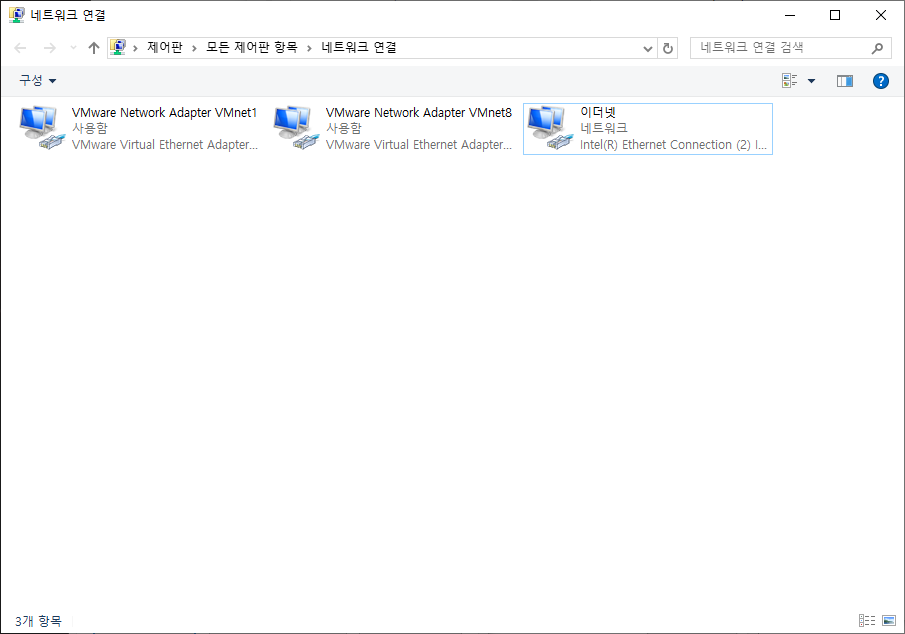 네트워크 연결
제어판 › 모든 제어판 항목 › 네트워크 연결
네트워크 연결 검색
구성
VMware Network Adapter VMnet1
사용함
VMware Virtual Ethernet Adapter...
VMware Network Adapter VMnet8
사용함
VMware Virtual Ethernet Adapter...
이더넷
네트워크
Intel(R) Ethernet Connection (2) I...
3개 항목